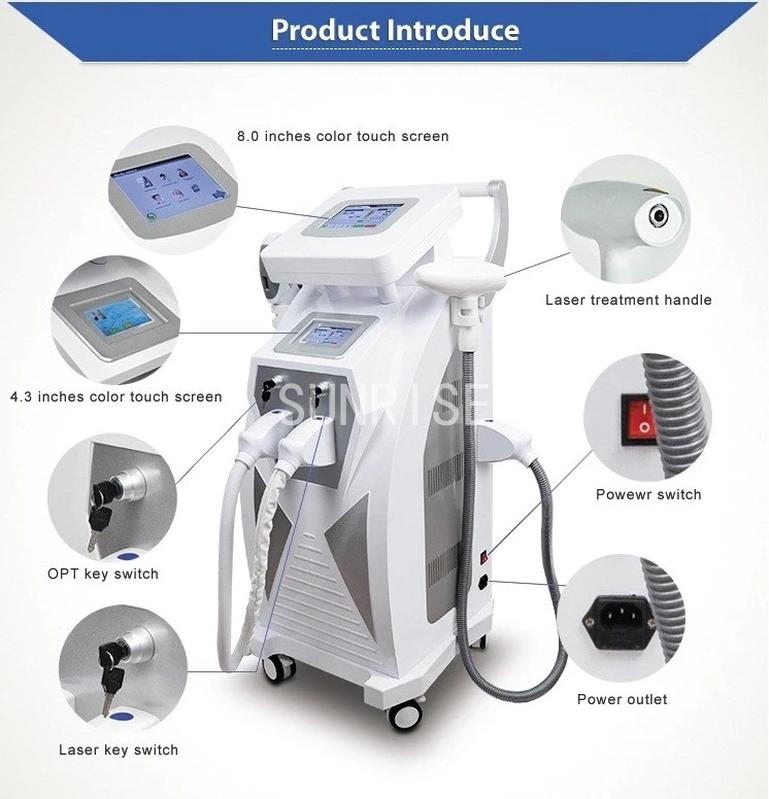 Product Introduce
8.0 inches color touch screen
Laser treatment handle
4.3 inches color touch screen
SUNRISE
Powewr switch
OPT key switch
Power outlet
Laser key switch